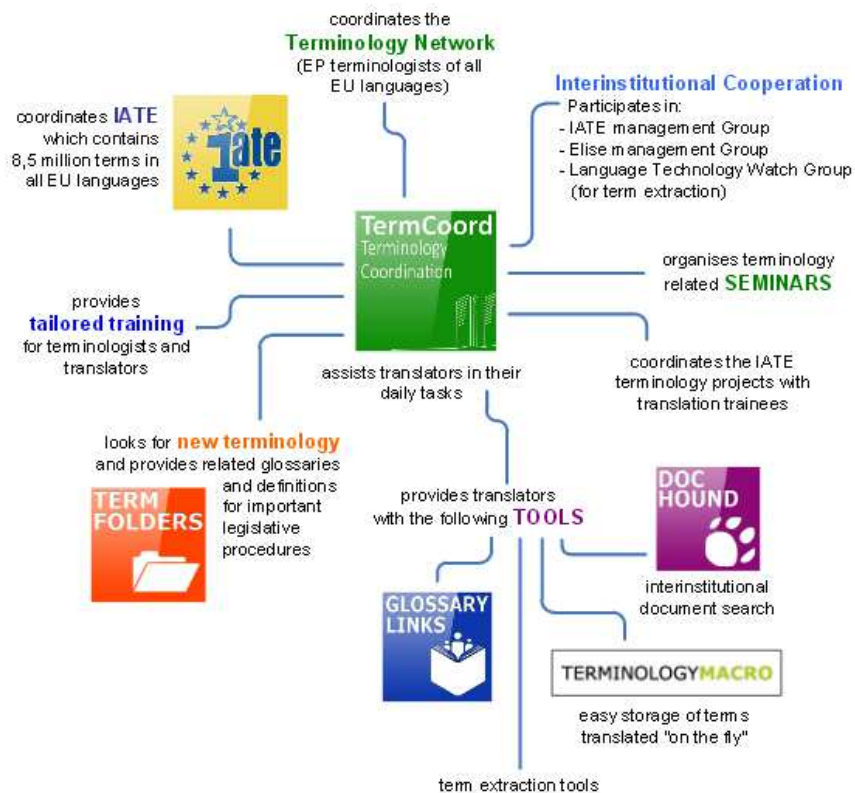 coordinates the
Terminology Network
(EP terminologists of all
EU languages)
coordinates IATE
which contains
8,5 million terms in
all EU languages
1ate
Interinstitutional Cooperation
Participates in:
- IATE management Group
- Elise management Group
- Language Technology Watch Group
(for term extraction)
TermCoord
Terminology
Coordination
organises terminology
related SEMINARS
provides
tailored training
for terminologists and
translators
assists translators in their
daily tasks
coordinates the IATE
terminology projects with
translation trainees
looks for new terminology
and provides related glossaries
and definitions
for important
legislative
procedures
TERM
FOLDERS
provides translators
with the following TOOLS
DOC
HOUND
interinstitutional
document search
GLOSSARY
LINKS
TERMINOLOGYMACRO
easy storage of terms
translated "on the fly"
term extraction tools